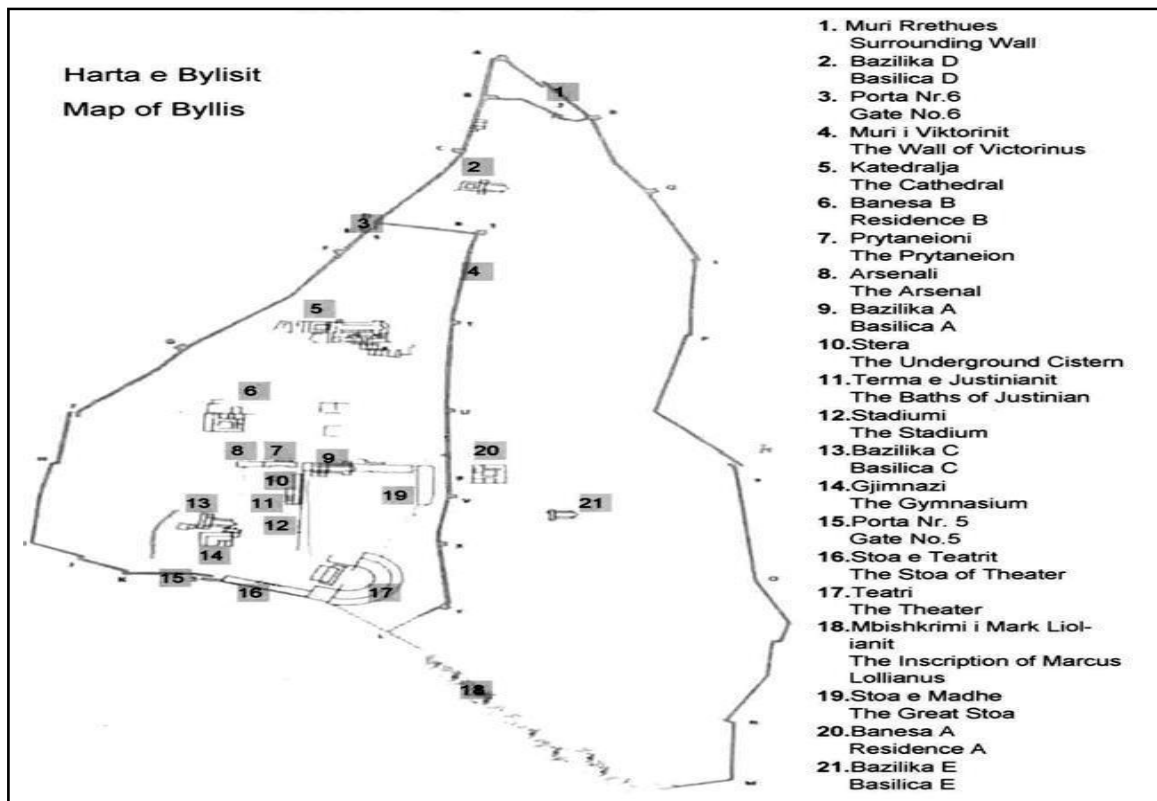 Harta e Bylisit
Map of Byllis
1. Muri Rrethues
Surrounding Wall
2. Bazilika D
Basilica D
3. Porta Nr.6
Gate No.6
4. Muri i Viktorinit
The Wall of Victorinus
5. Katedralja
The Cathedral
6. Banesa B
Residence B
7. Prytaneioni
The Prytaneion
8. Arsenali
The Arsenal
9. Bazilika A
Basilica A
10.Stera
The Underground Cistern
11.Terma e Justinianit
The Baths of Justinian
12.Stadiumi
The Stadium
13.Bazilika C
Basilica C
14.Gjimnazi
The Gymnasium
15.Porta Nr. 5
Gate No.5
16.Stoa e Teatrit
The Stoa of Theater
17.Teatri
The Theater
18.Mbishkrimi i Mark Liol-
ianit
The Inscription of Marcus
Lollianus
19.Stoa e Madhe
The Great Stoa
20.Banesa A
Residence A
21.Bazilika E
Basilica E
1
2
3
4
5
6
8 7 9 20
10
19
11 21
13
12
14
15
16 17
18